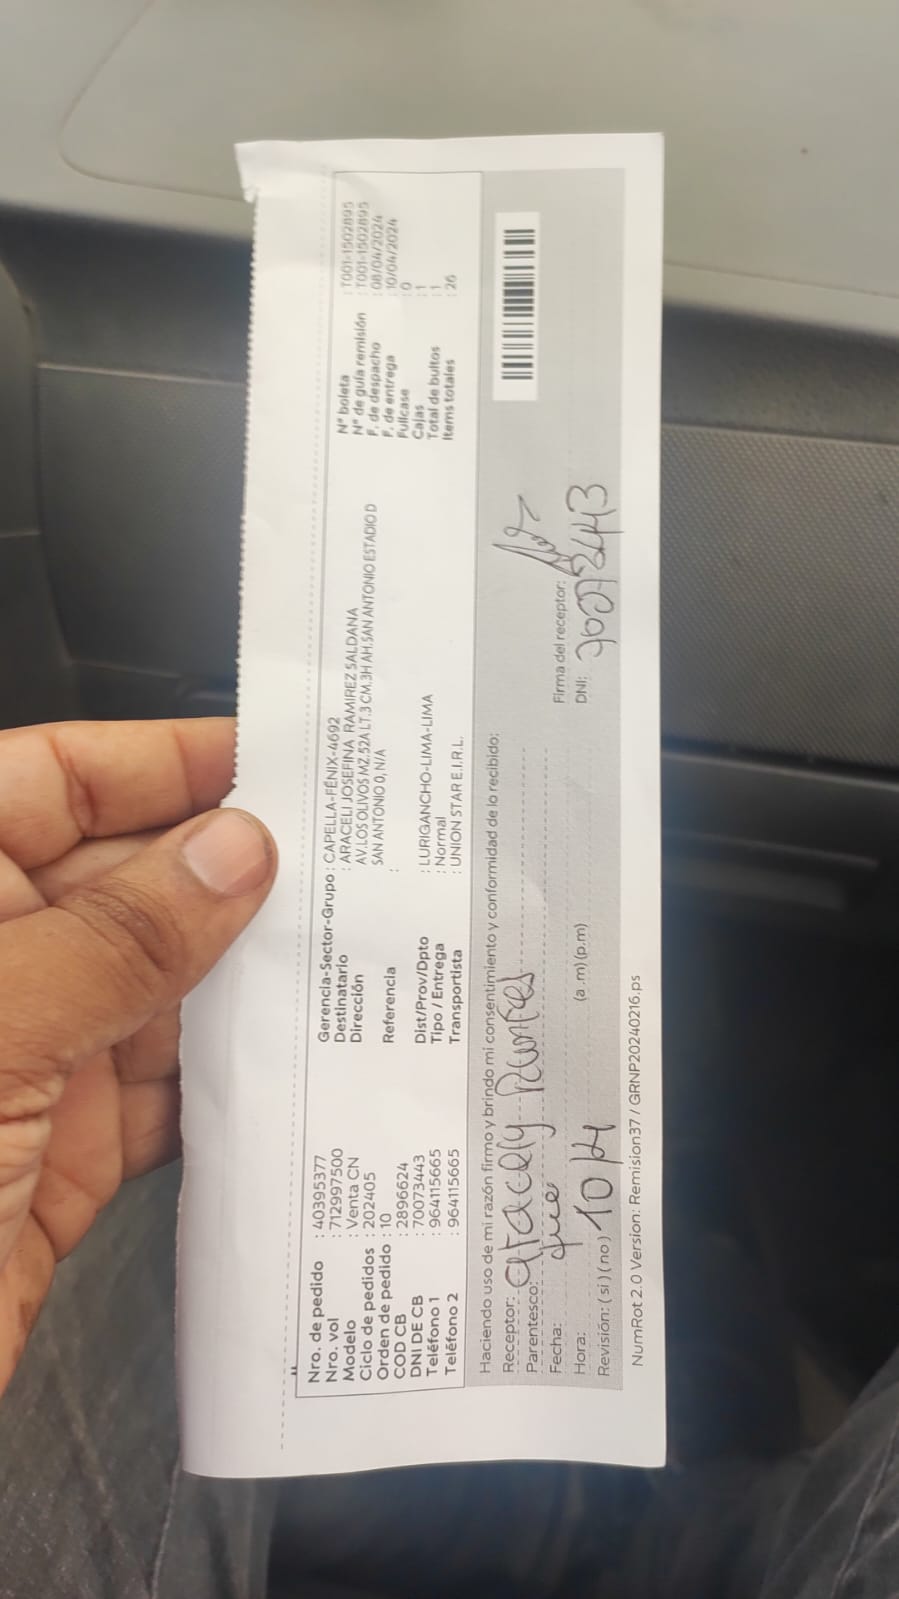 Nro. de pedido : 40395377
Nro. vol : 712997500
Modelo : Venta CN
Ciclo de pedidos : 202405
Orden de pedido : 10
COD CB : 2896624
DNI DE CB : 70073443
Teléfono 1 : 964115665
Teléfono 2 : 964115665
Gerencia-Sector-Grupo : CAPELLA-FÉNIX-4692
Destinatario : ARACELI JOSEFINA RAMIREZ SALDANA
Dirección AV.LOS OLIVOS MZ.52A LT.3 CM.3H AH.SAN ANTONIO ESTADIO D
SAN ANTONIO 0, N/A
Referencia :
Dist/Prov/Dpto : LURIGANCHO-LIMA-LIMA
Tipo / Entrega : Normal
Transportista : UNION STAR E.I.R.L.
N° boleta : T001-1502895
N° de guía remisión : T001-1502895
F. de despacho : 08/04/2024
F. de entrega : 10/04/2024
Fullcase : 0
Cajas : 1
Total de bultos : 1
Items totales : 26
Haciendo uso de mi razón firmo y brindo mi consentimiento y conformidad de lo recibido:
Receptor: aracely
Parentesco:
Fecha:
Hora: 10 H (a.m) (p.m)
Revisión: ( si ) ( no )
Firma del receptor:
DNI: 70073443
NumRot 2.0 Version: Remision37 / GRNP20240216.ps